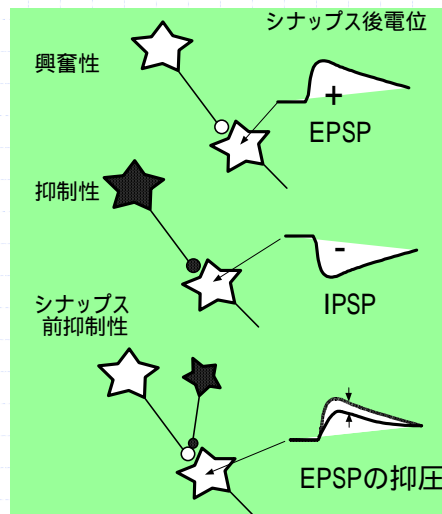 シナップス後電位
興奮性
+
EPSP
抑制性
-
IPSP
シナップス
前抑制性
EPSPの抑圧